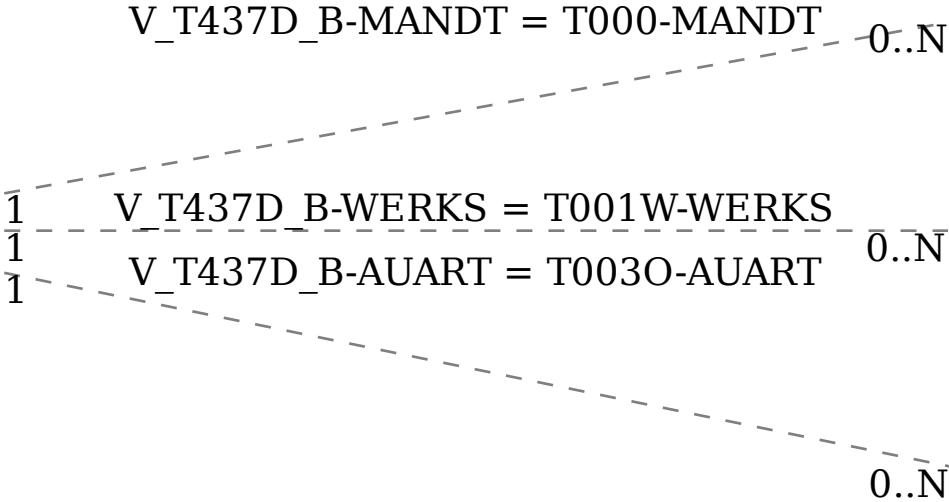 V_T437D_B-MANDT = T000-MANDT
0..N
1
V_T437D_B-WERKS = T001W-WERKS
1
0..N
V_T437D_B-AUART = T003O-AUART
1
0..N